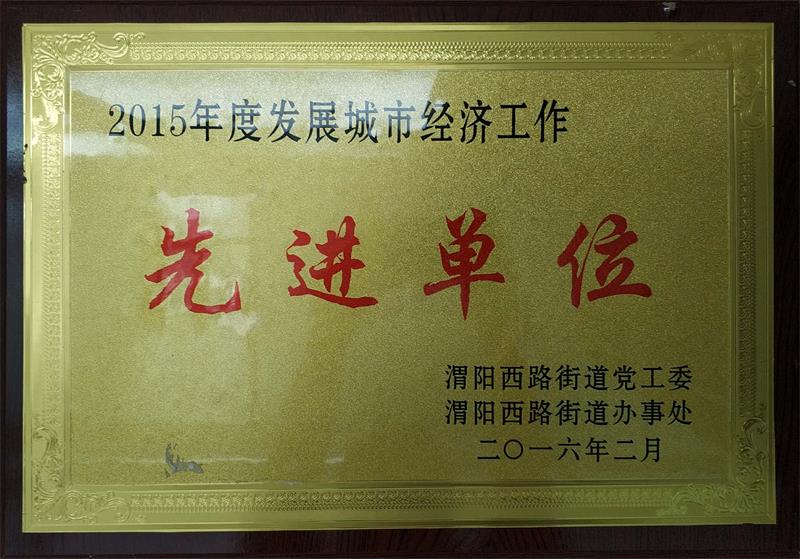 2015年度发展城市经济工作
先进单位
渭阳西路街道党工委
渭阳西路街道办事处
二〇一六年二月